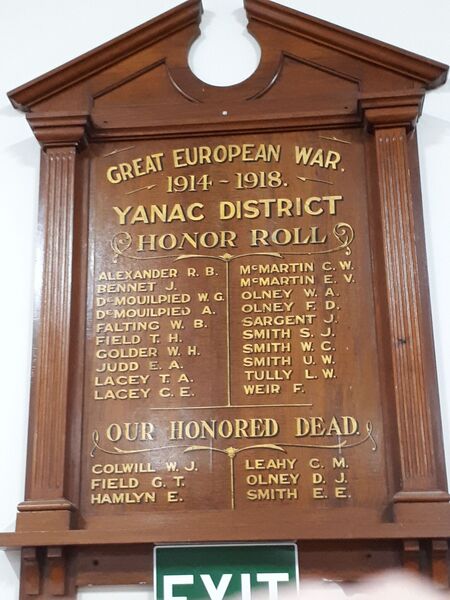 GREAT EUROPEAN WAR.
1914 - 1918.
YANAC DISTRICT
HONOR ROLL
ALEXANDER R. B.
BENNET J.
DEMOUILPIED W. G.
DEMOUILPIED A.
FALTING W. B.
FIELD T. H.
GOLDER W. H.
JUDD E. A.
LACEY T. A.
LACEY C. E.
McMARTIN C. W.
McMARTIN E. V.
OLNEY W. A.
OLNEY F. D.
SARGENT J.
SMITH S. J.
SMITH W. C.
SMITH U. W.
TULLY L. W.
WEIR F.
OUR HONORED DEAD.
COLWILL W. J.
FIELD G. T.
HAMLYN E.
LEAHY C. M.
OLNEY D. J.
SMITH E. E.
EXIT